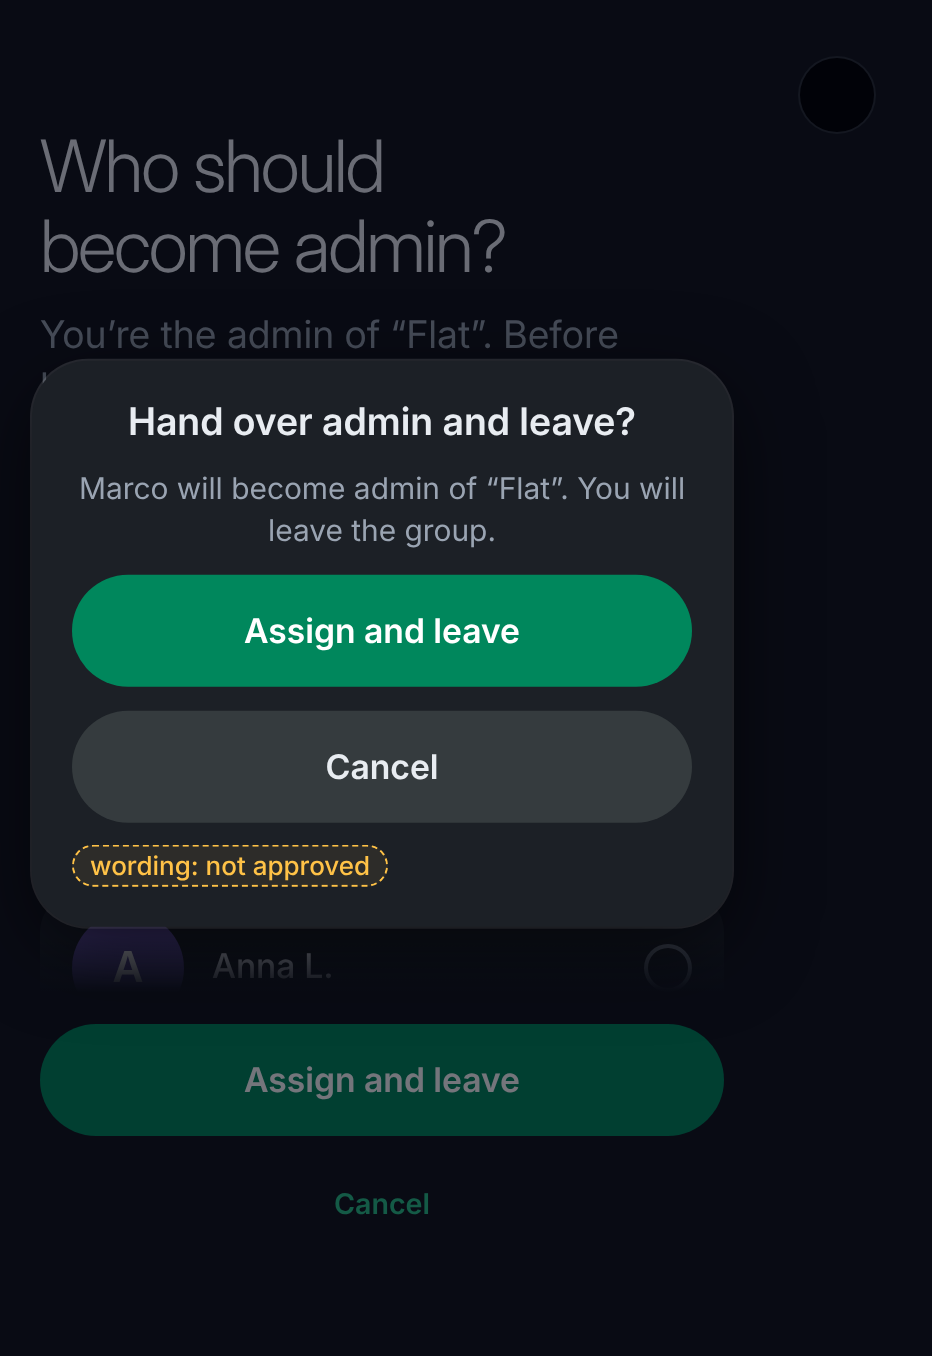 Who should
become admin?
You’re the admin of “Flat”. Before
Hand over admin and leave?
Marco will become admin of “Flat”. You will
leave the group.
Assign and leave
Cancel
wording: not approved
A
Anna L.
Assign and leave
Cancel